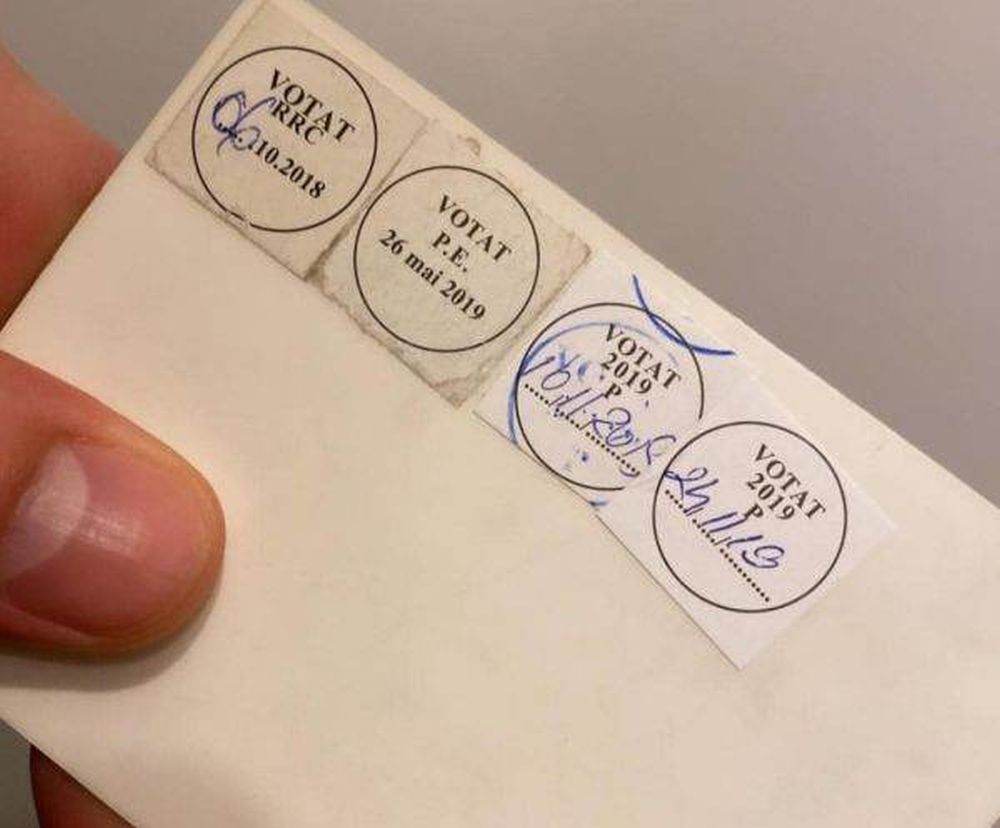 VOTAT
RRC
06.10.2018
VOTAT
P.E.
26 mai 2019
VOTAT
2019
P
10.11.2019
VOTAT
2019
P
24.11.19